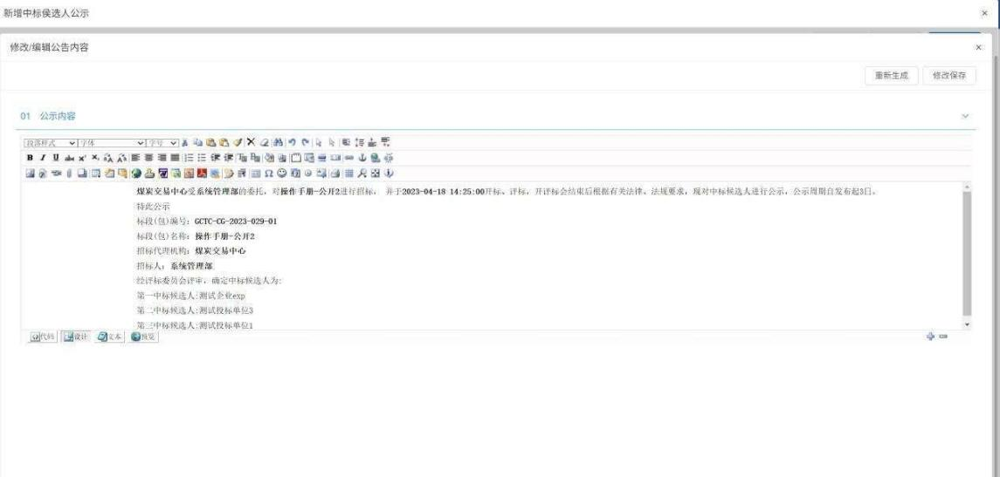 新增中标侯选人公示
×
修改/编辑公告内容
×
重新生成 修改保存
01 公示内容
段落样式 字体 字号
煤炭交易中心受系统管理部的委托，对操作手册-公开2进行招标， 并于2023-04-18 14:25:00开标、评标，开评标会结束后根据有关法律、法规要求，现对中标候选人进行公示，公示周期自发布起3日。
特此公示
标段(包)编号：GCTC-CG-2023-029-01
标段(包)名称：操作手册-公开2
招标代理机构：煤炭交易中心
招标人：系统管理部
经评标委员会评审，确定中标候选人为：
第一中标候选人:测试企业exp
第二中标候选人:测试投标单位3
第三中标候选人:测试投标单位1
代码 设计 文本 预览